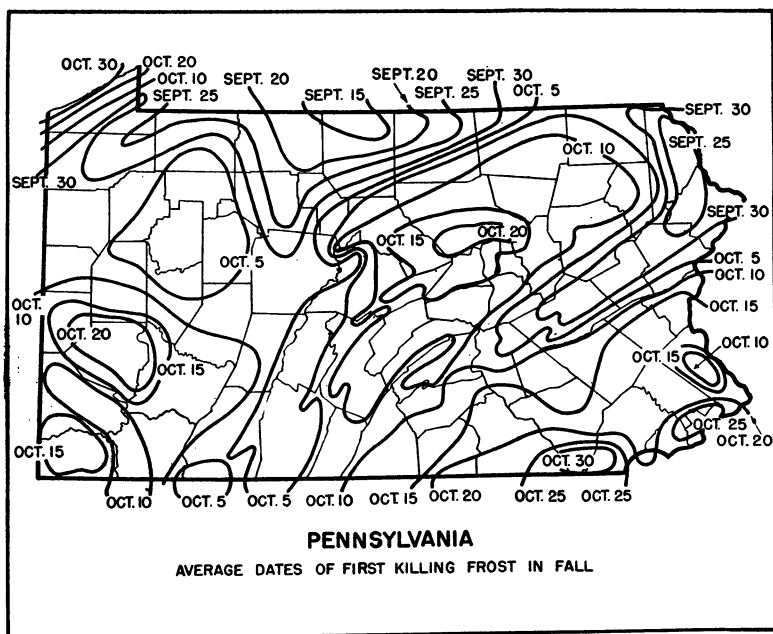 OCT. 30
OCT. 20
OCT. 10
SEPT. 25
SEPT. 20
SEPT. 15
SEPT. 20
SEPT. 25
SEPT. 30
OCT. 5
SEPT. 30
SEPT. 25
OCT. 10
SEPT. 30
SEPT. 30
OCT. 15
OCT. 20
OCT. 5
OCT. 5
OCT. 10
OCT. 15
OCT. 10
OCT. 20
OCT. 15
OCT. 15
OCT. 10
OCT. 15
OCT. 25
OCT. 20
OCT. 30
OCT. 10
OCT. 5
OCT. 5
OCT. 10
OCT. 15
OCT. 20
OCT. 25
OCT. 25
PENNSYLVANIA
AVERAGE DATES OF FIRST KILLING FROST IN FALL